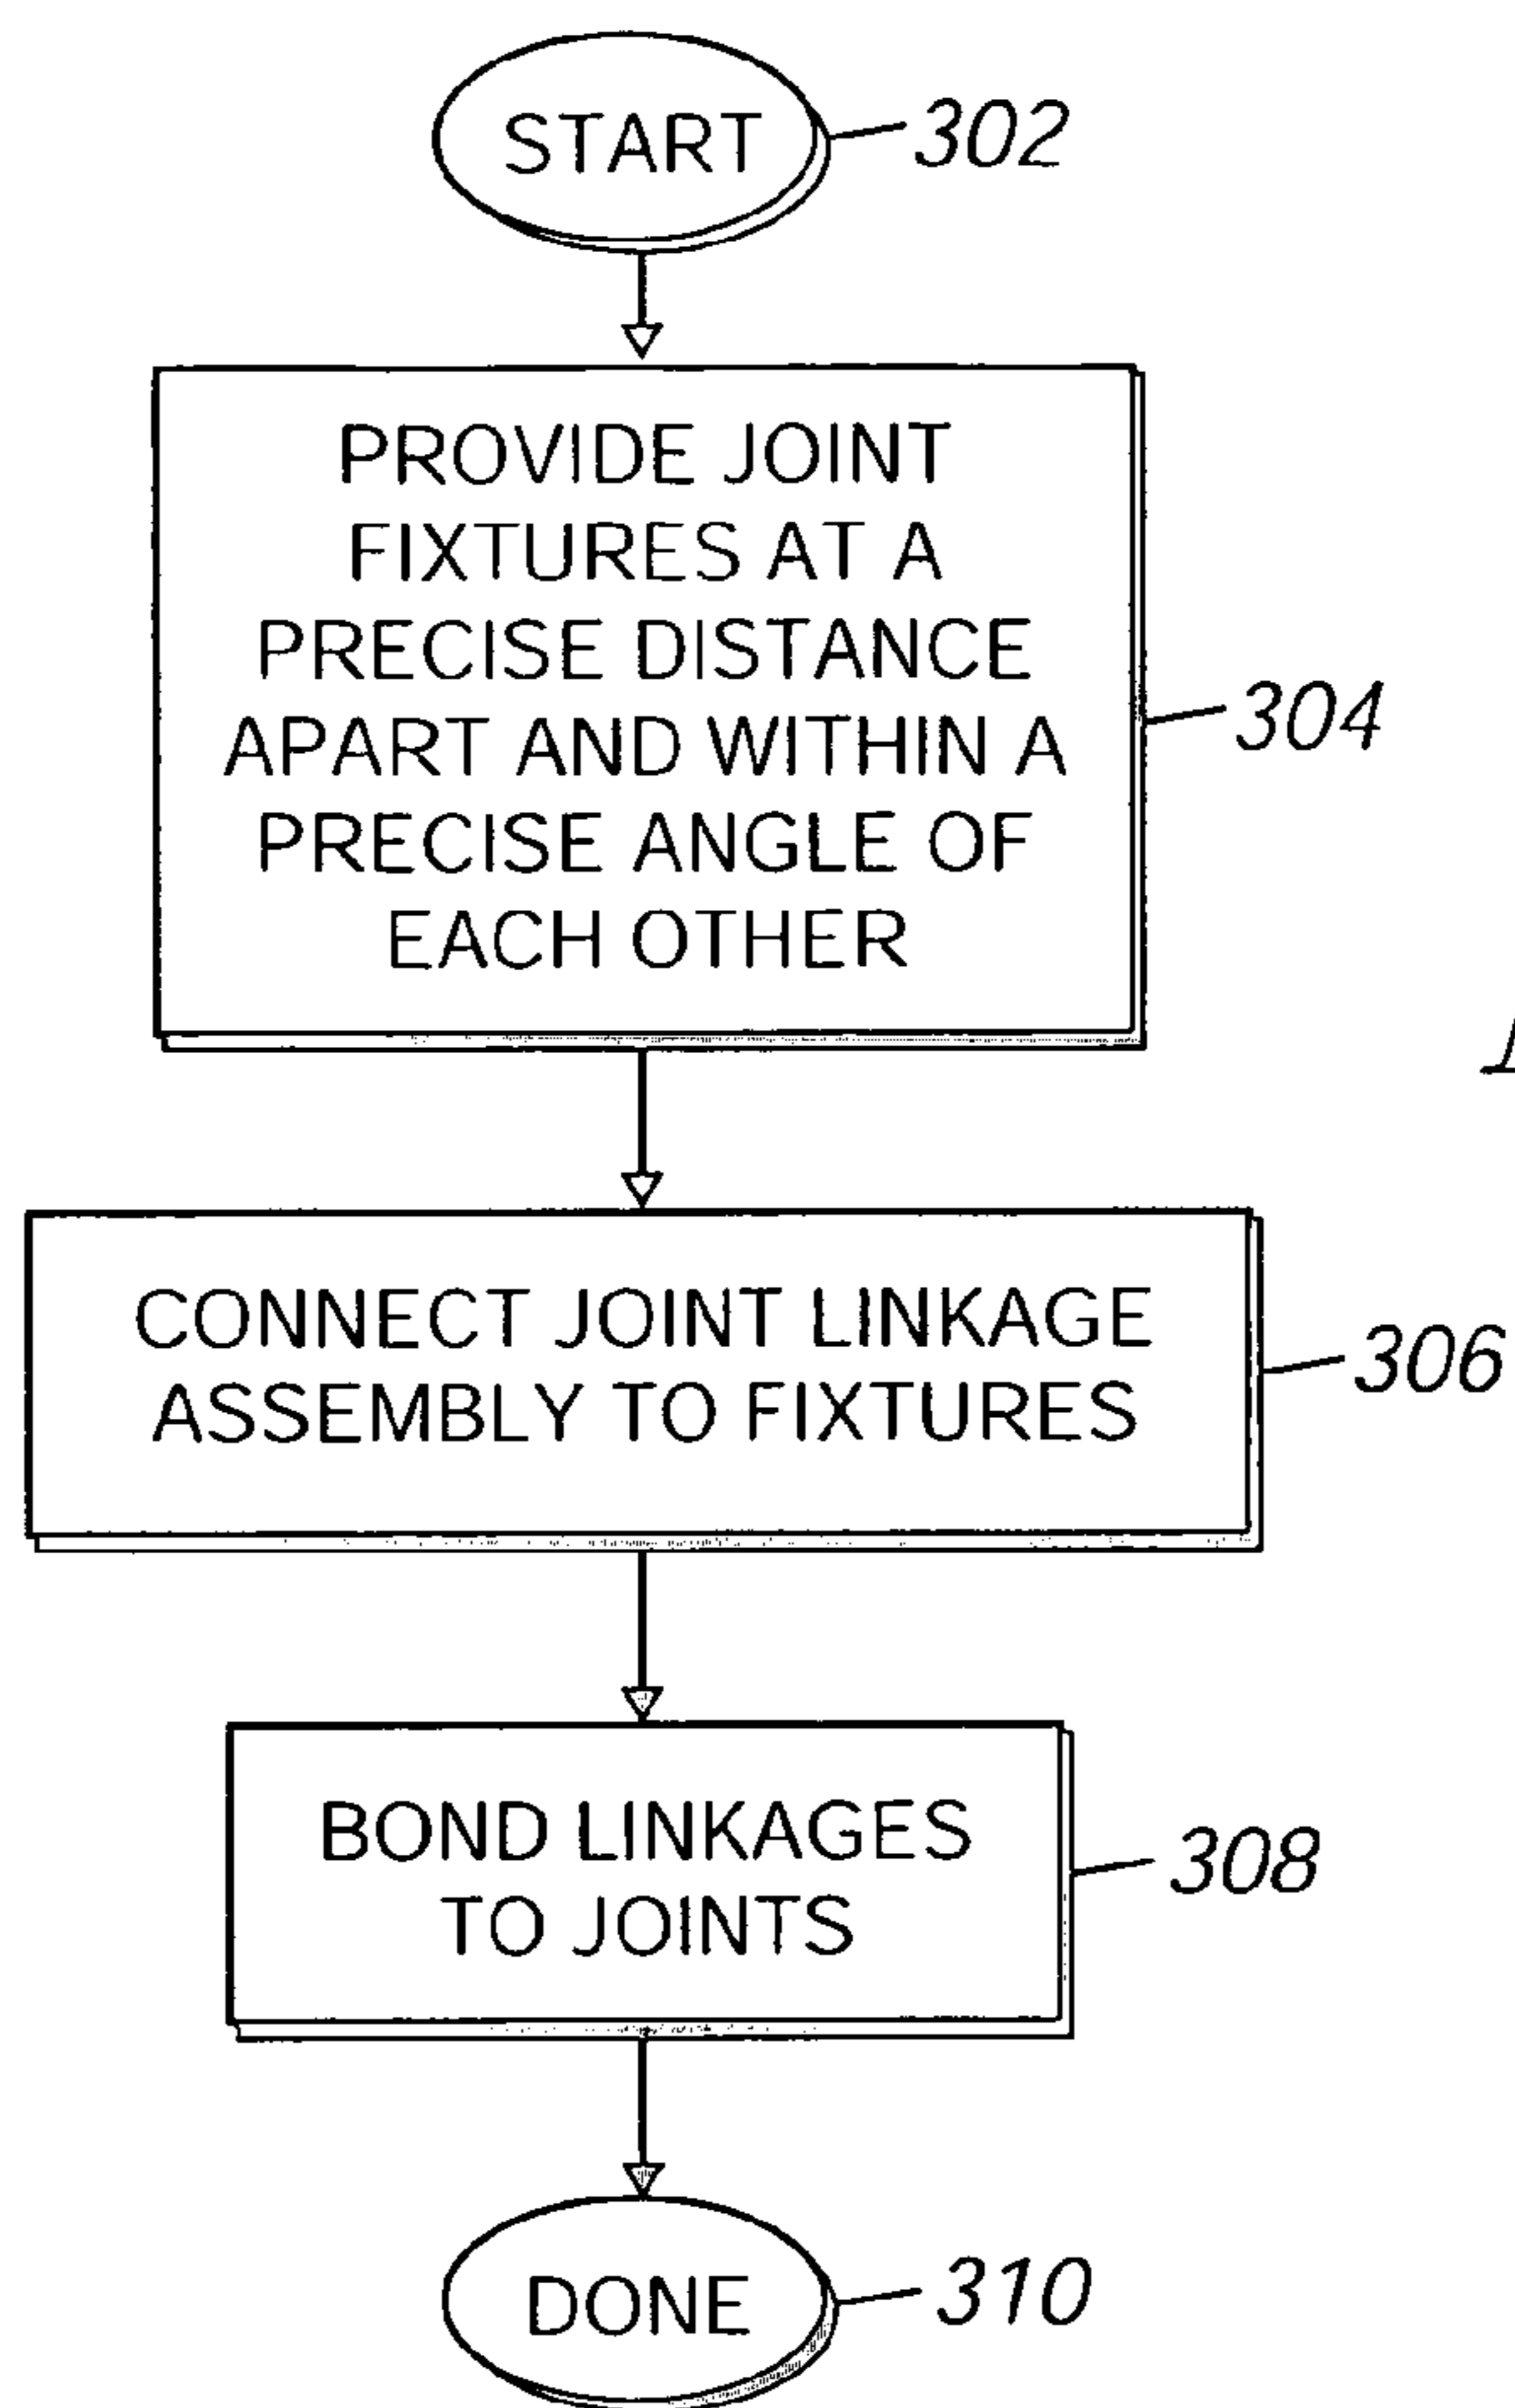 START
302
PROVIDE JOINT
FIXTURES AT A
PRECISE DISTANCE
APART AND WITHIN A
PRECISE ANGLE OF
EACH OTHER
304
CONNECT JOINT LINKAGE
ASSEMBLY TO FIXTURES
306
BOND LINKAGES
TO JOINTS
308
DONE
310